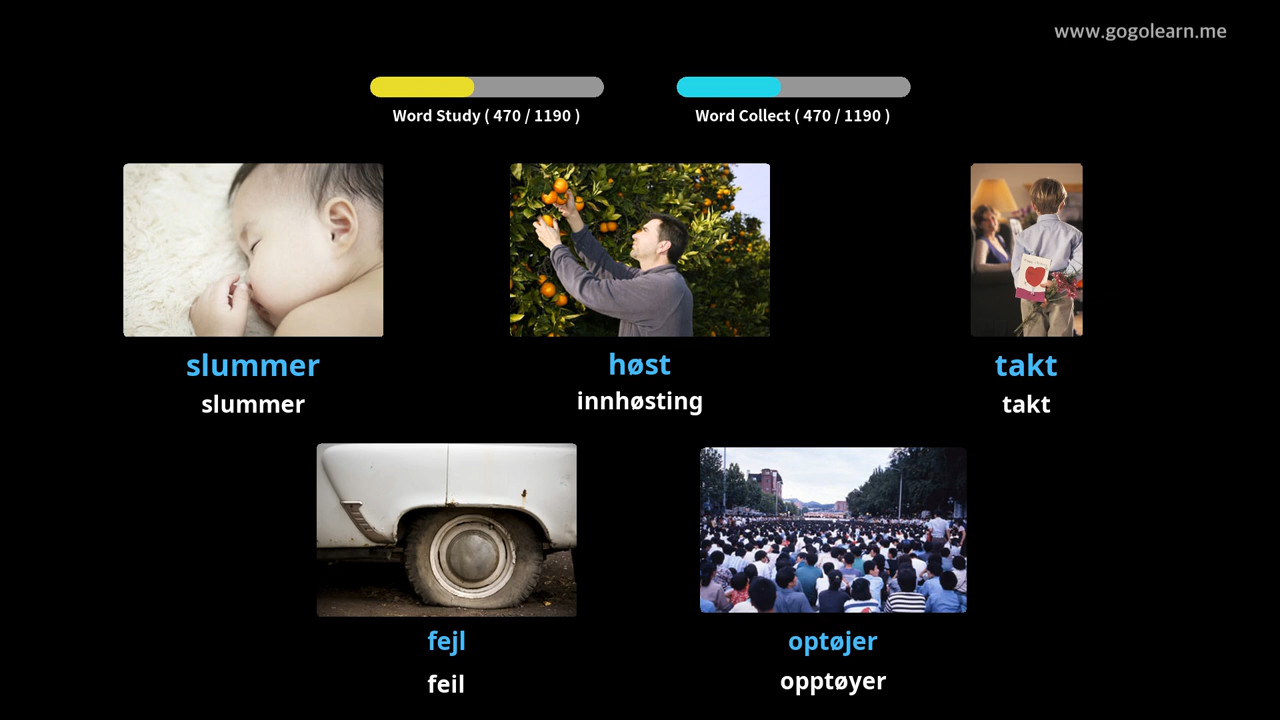 www.gogolearn.me
Word Study ( 470 / 1190 )
Word Collect ( 470 / 1190 )
slummer
slummer
høst
innhøsting
takt
takt
fejl
feil
optøjer
opptøyer